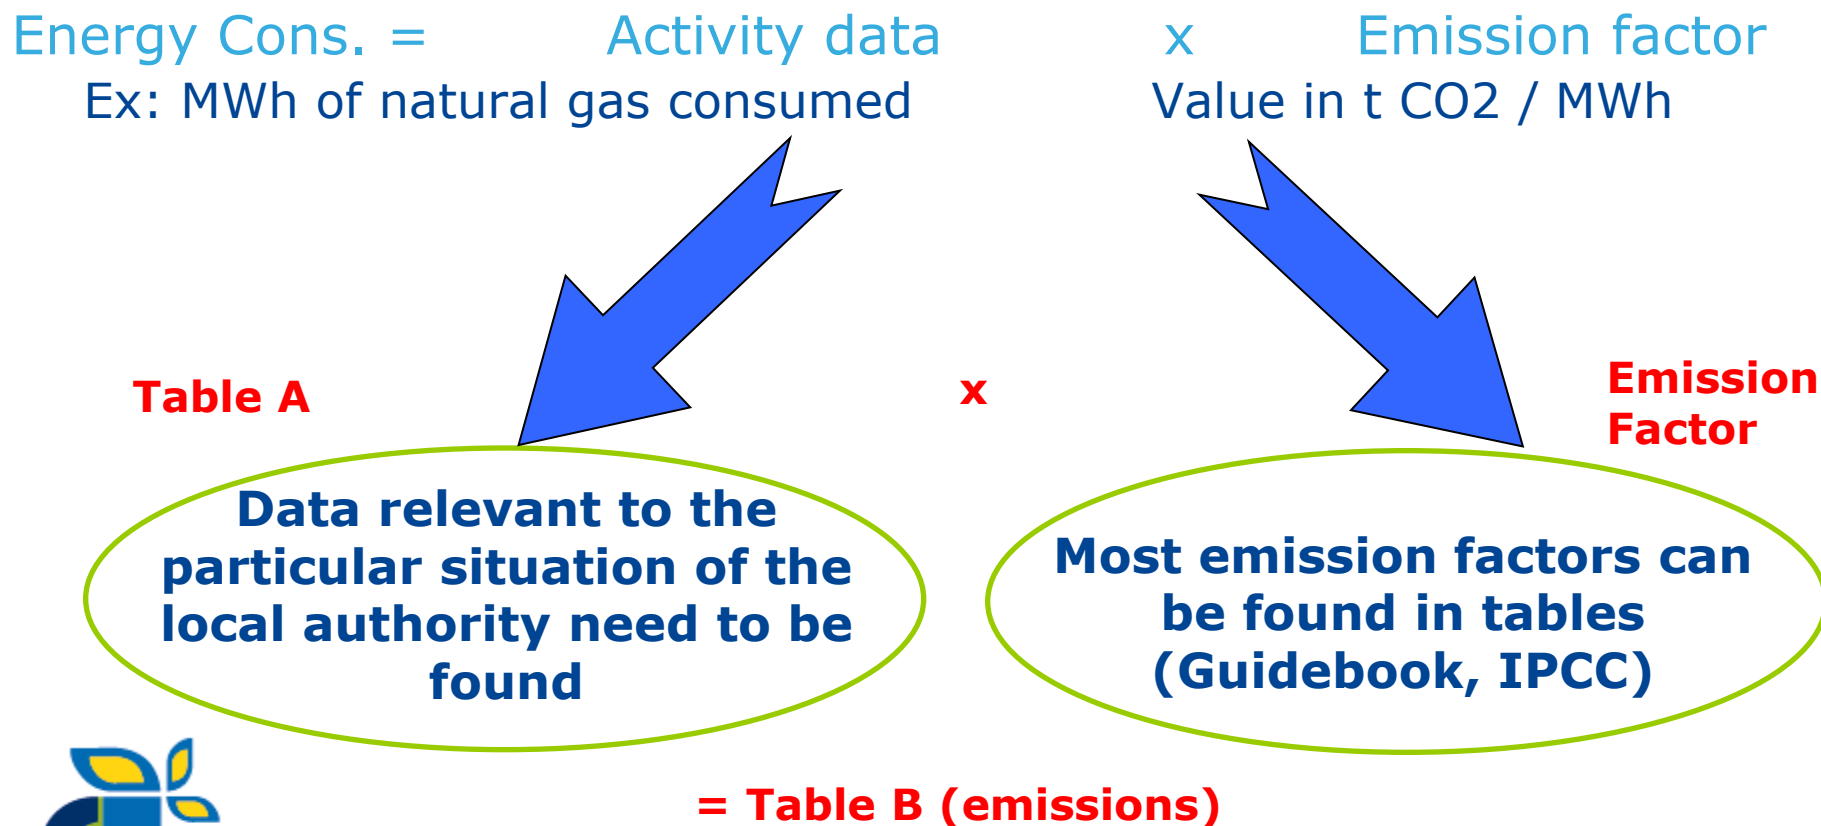 Energy Cons. = Activity data x Emission factor
Ex: MWh of natural gas consumed Value in t CO2 / MWh
Table A x Emission Factor
Data relevant to the
particular situation of the
local authority need to be
found
Most emission factors can
be found in tables
(Guidebook, IPCC)
= Table B (emissions)